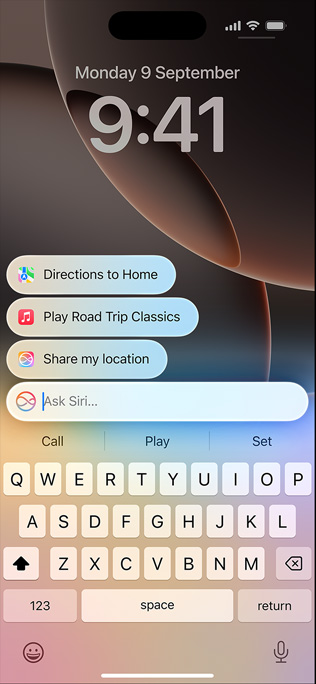 Monday 9 September
9:41
Directions to Home
Play Road Trip Classics
Share my location
Ask Siri...
Call Play Set
Q W E R T Y U I O P
A S D F G H J K L
Z X C V B N M
123 space return